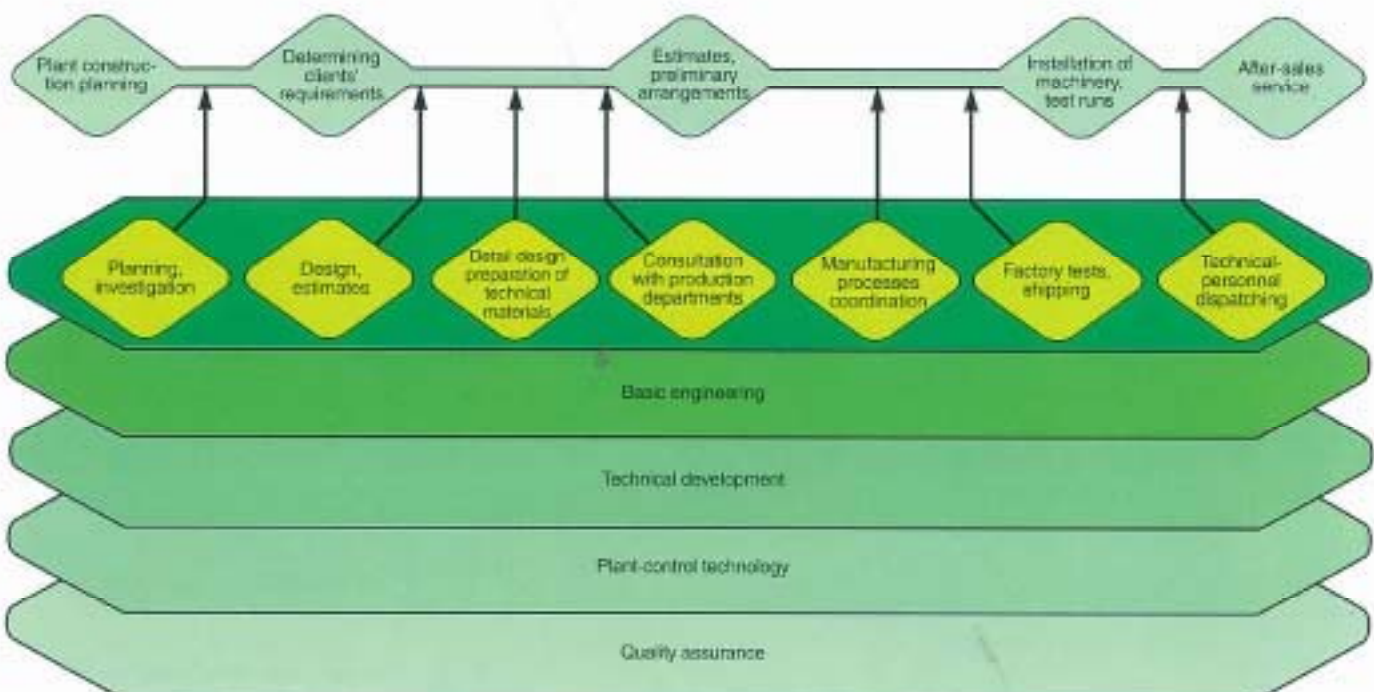 Plant construc-
tion planning
Determining
clients'
requirements
Estimates,
preliminary
arrangements
Installation of
machinery,
test runs
After-sales
service
Planning,
investigation
Design,
estimates
Detail design
preparation of
technical
materials
Consultation
with production
departments
Manufacturing
processes
coordination
Factory tests,
shipping
Technical-
personnel
dispatching
Basic engineering
Technical development
Plant-control technology
Quality assurance